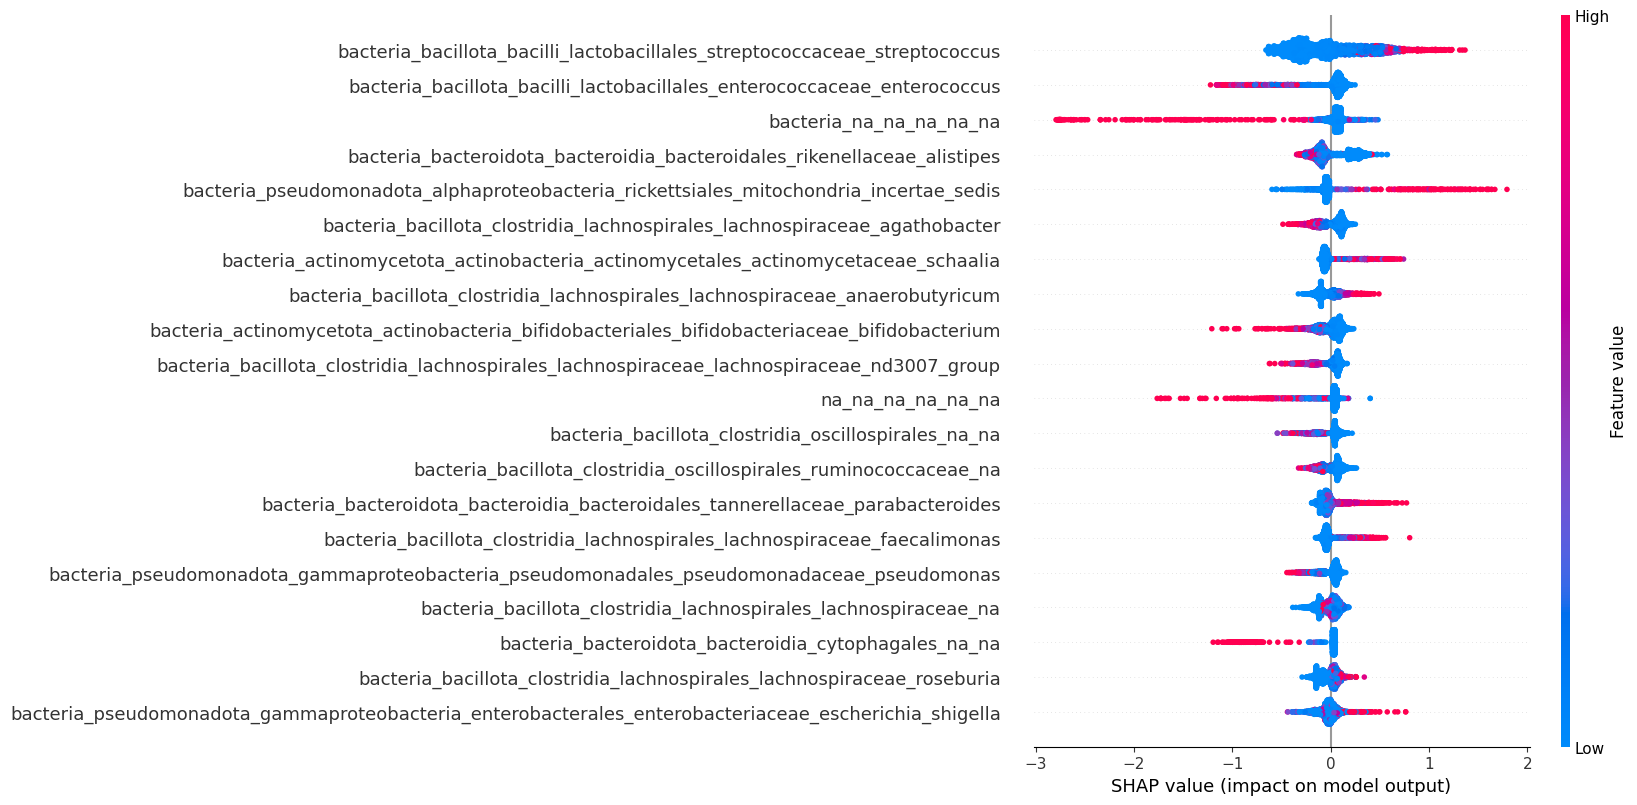 High
bacteria_bacillota_bacilli_lactobacillales_streptococcaceae_streptococcus
bacteria_bacillota_bacilli_lactobacillales_enterococcaceae_enterococcus
bacteria_na_na_na_na_na
bacteria_bacteroidota_bacteroidia_bacteroidales_rikenellaceae_alistipes
bacteria_pseudomonadota_alphaproteobacteria_rickettsiales_mitochondria_incertae_sedis
bacteria_bacillota_clostridia_lachnospirales_lachnospiraceae_agathobacter
bacteria_actinomycetota_actinobacteria_actinomycetales_actinomycetaceae_schaalia
bacteria_bacillota_clostridia_lachnospirales_lachnospiraceae_anaerobutyricum
bacteria_actinomycetota_actinobacteria_bifidobacteriales_bifidobacteriaceae_bifidobacterium
bacteria_bacillota_clostridia_lachnospirales_lachnospiraceae_lachnospiraceae_nd3007_group
na_na_na_na_na_na
bacteria_bacillota_clostridia_oscillospirales_na_na
bacteria_bacillota_clostridia_oscillospirales_ruminococcaceae_na
bacteria_bacteroidota_bacteroidia_bacteroidales_tannerellaceae_parabacteroides
bacteria_bacillota_clostridia_lachnospirales_lachnospiraceae_faecalimonas
bacteria_pseudomonadota_gammaproteobacteria_pseudomonadales_pseudomonadaceae_pseudomonas
bacteria_bacillota_clostridia_lachnospirales_lachnospiraceae_na
bacteria_bacteroidota_bacteroidia_cytophagales_na_na
bacteria_bacillota_clostridia_lachnospirales_lachnospiraceae_roseburia
bacteria_pseudomonadota_gammaproteobacteria_enterobacterales_enterobacteriaceae_escherichia_shigella
Feature value
Low
−3 −2 −1 0 1 2
SHAP value (impact on model output)